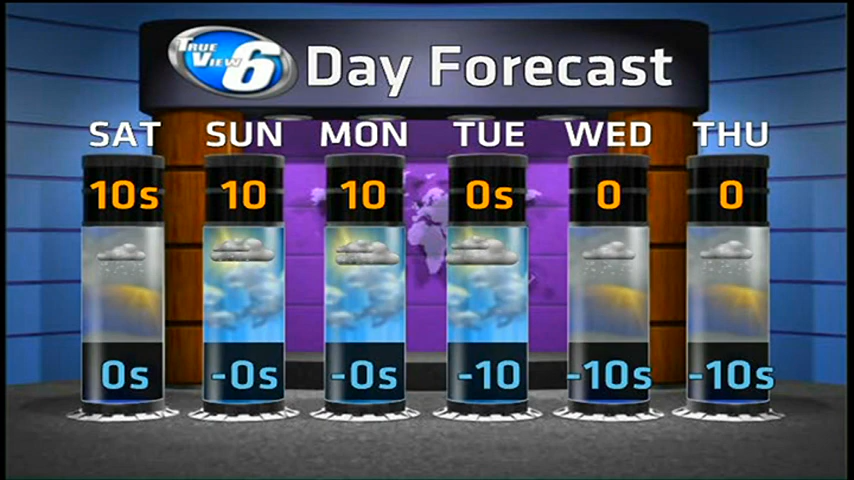 TRUE VIEW 6 Day Forecast
SAT SUN MON TUE WED THU
10s 10 10 0s 0 0
0s -0s -0s -10 -10s -10s